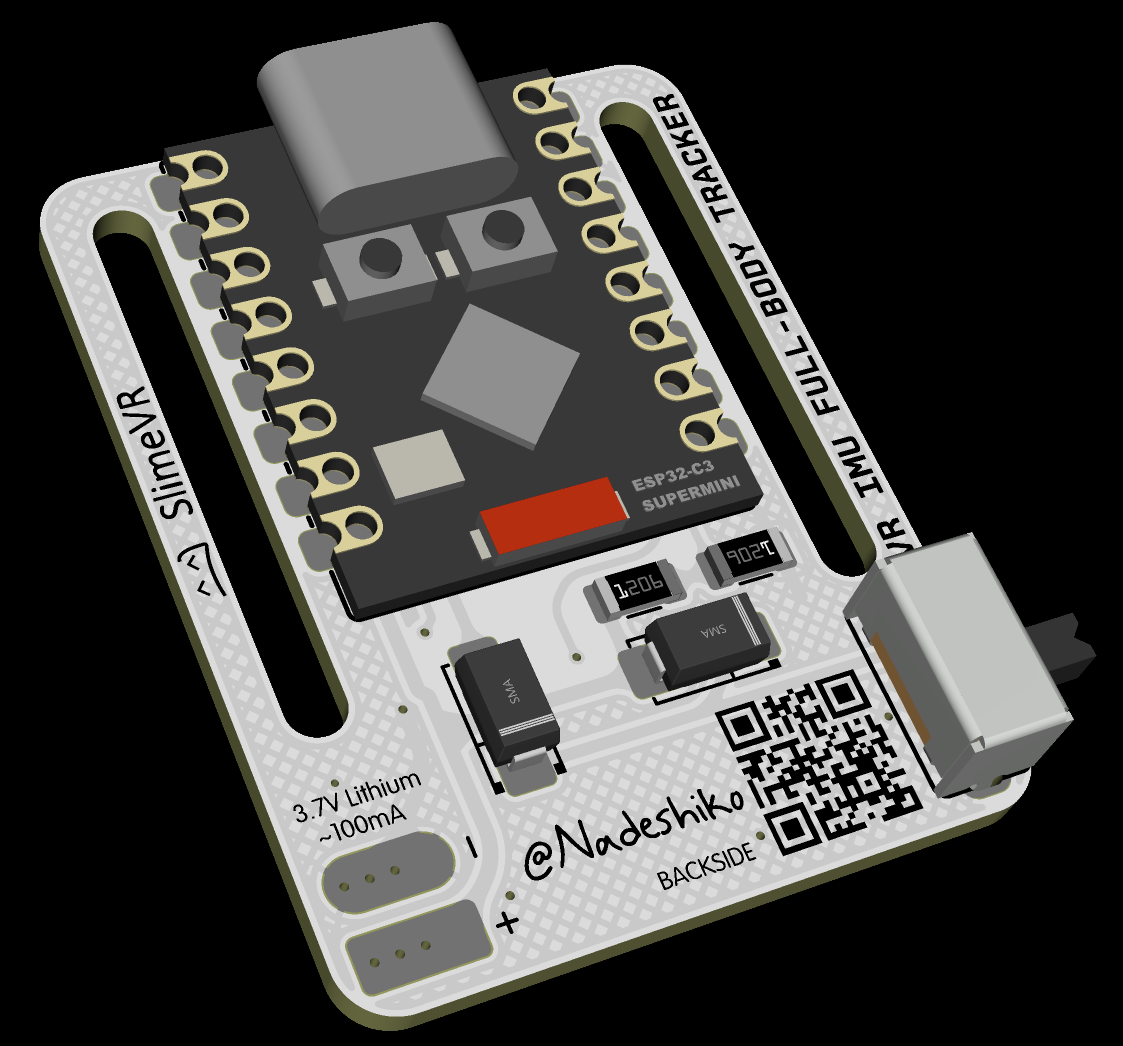 SlimeVR
VR IMU FULL-BODY TRACKER
ESP32-C3
SUPERMINI
1206
1206
SMA
SMA
3.7V Lithium
~100mA
-
+
@Nadeshiko
BACKSIDE